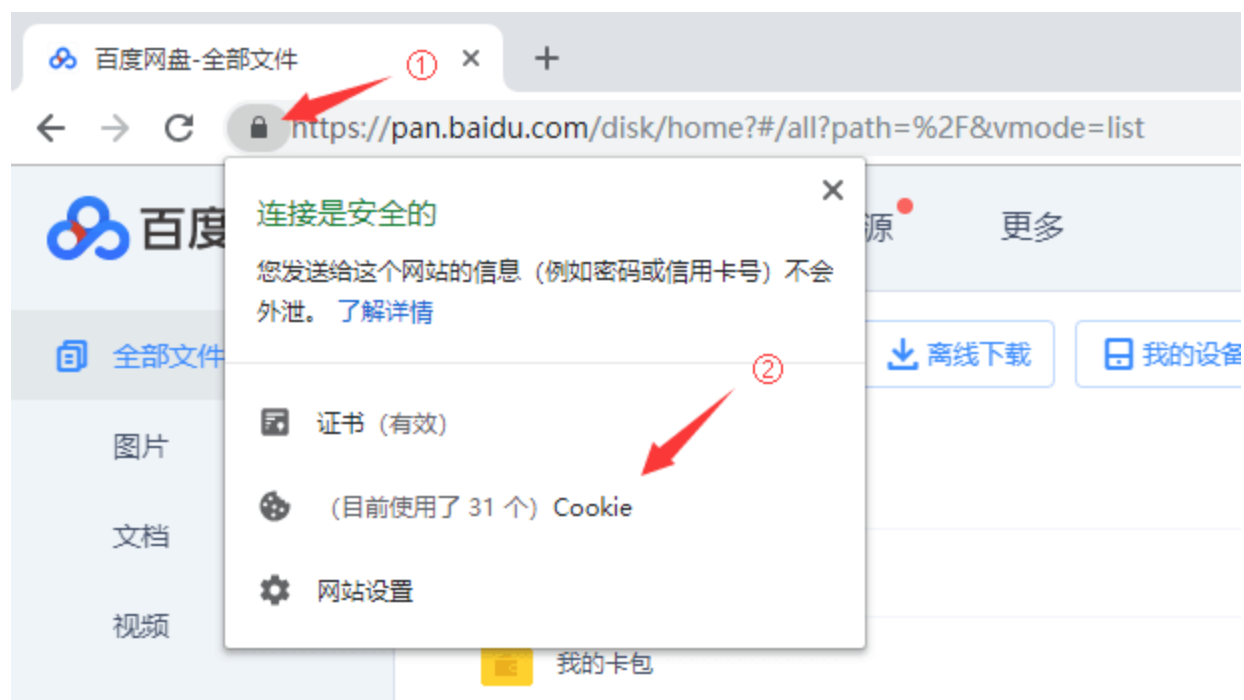 百度网盘-全部文件
①
https://pan.baidu.com/disk/home?#/all?path=%2F&vmode=list
百度
源
更多
连接是安全的
您发送给这个网站的信息（例如密码或信用卡号）不会
外泄。 了解详情
全部文件
离线下载
我的设备
②
证书（有效）
图片
（目前使用了 31 个）Cookie
文档
网站设置
视频
我的卡包